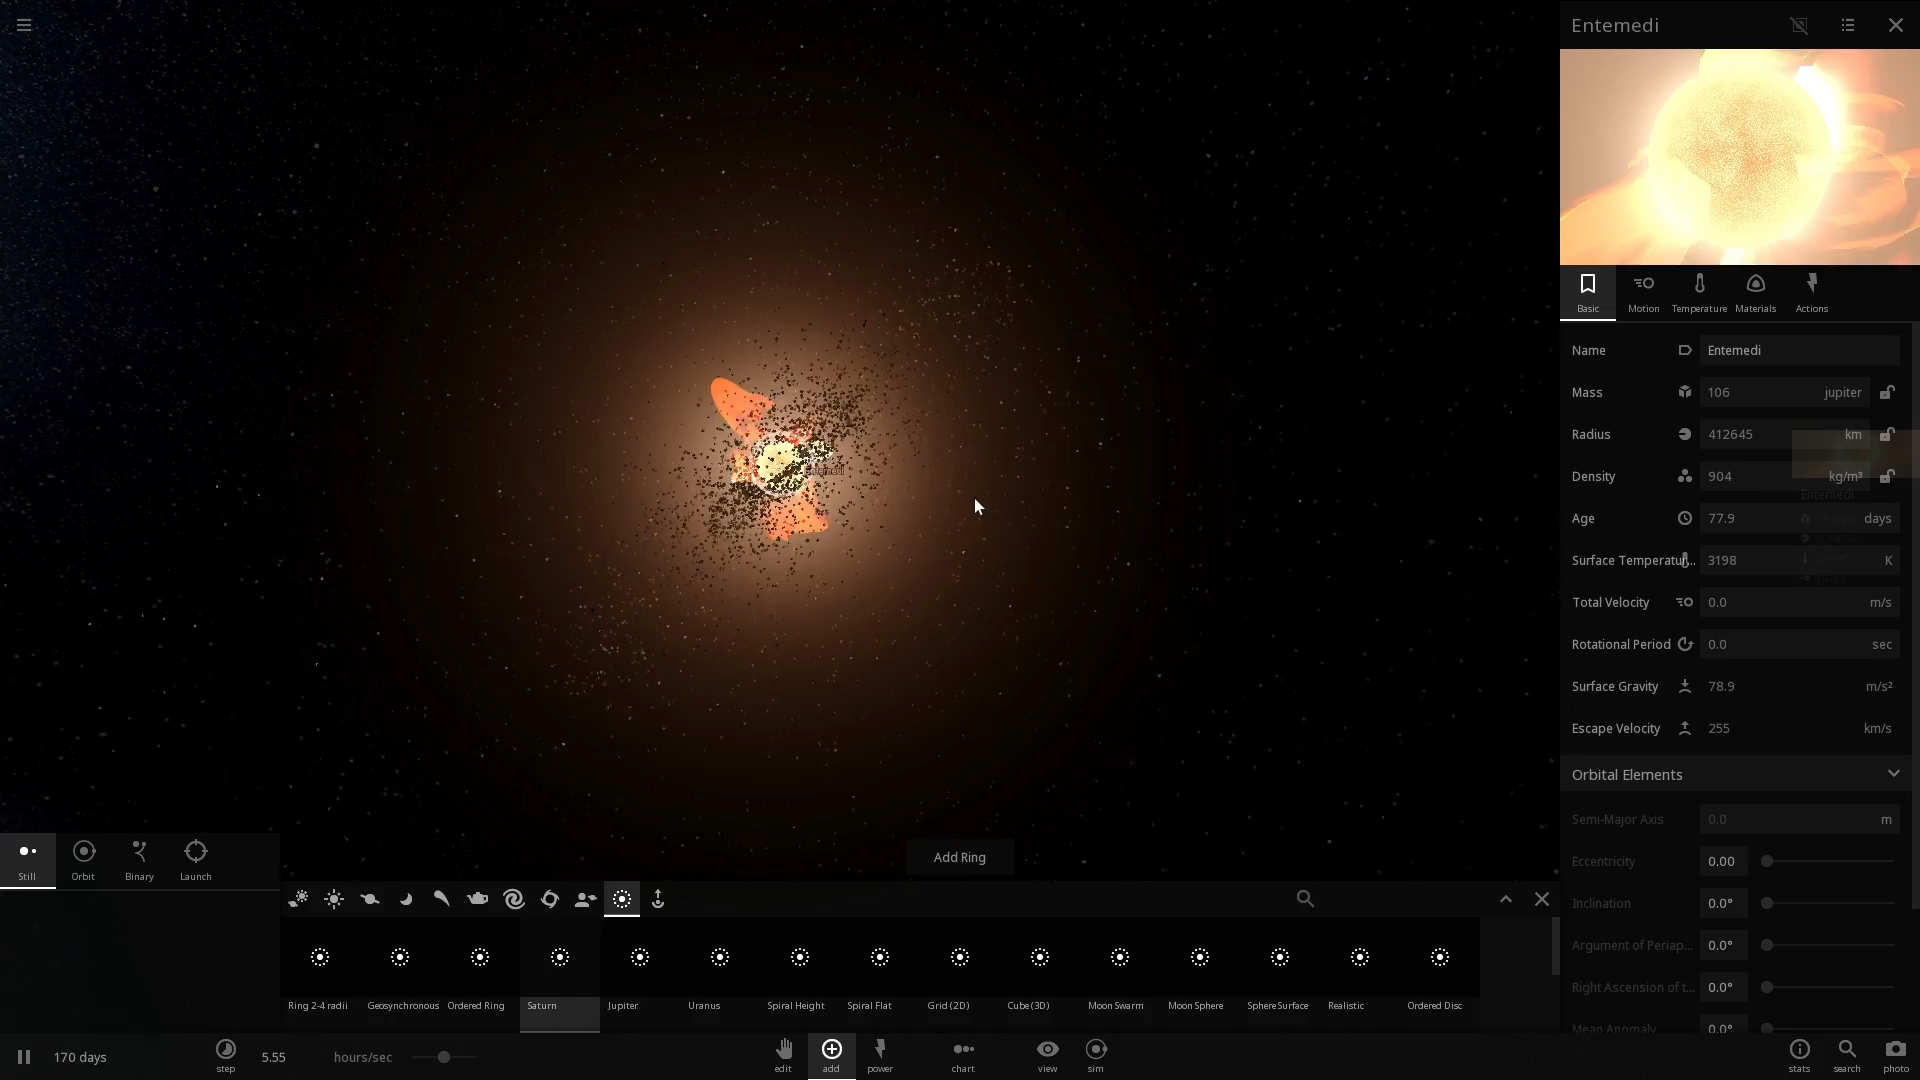 Entemedi
Basic
Motion
Temperature
Materials
Actions
Name
Entemedi
Mass
106
jupiter
Radius
412645
km
Density
904
kg/m³
Entemedi
Age
77.9
days
Surface Temperatur...
3198
K
Total Velocity
0.0
m/s
Rotational Period
0.0
sec
Surface Gravity
78.9
m/s²
Escape Velocity
255
km/s
Orbital Elements
Semi-Major Axis
0.0
m
Eccentricity
0.00
Inclination
0.0°
Argument of Periap...
0.0°
Right Ascension of t...
0.0°
Mean Anomaly
0.0°
Entemedi
Still
Orbit
Binary
Launch
Add Ring
Ring 2-4 radii
Geosynchronous
Ordered Ring
Saturn
Jupiter
Uranus
Spiral Height
Spiral Flat
Grid (2D)
Cube (3D)
Moon Swarm
Moon Sphere
Sphere Surface
Realistic
Ordered Disc
170 days
step
5.55
hours/sec
edit
add
power
chart
view
sim
stats
search
photo